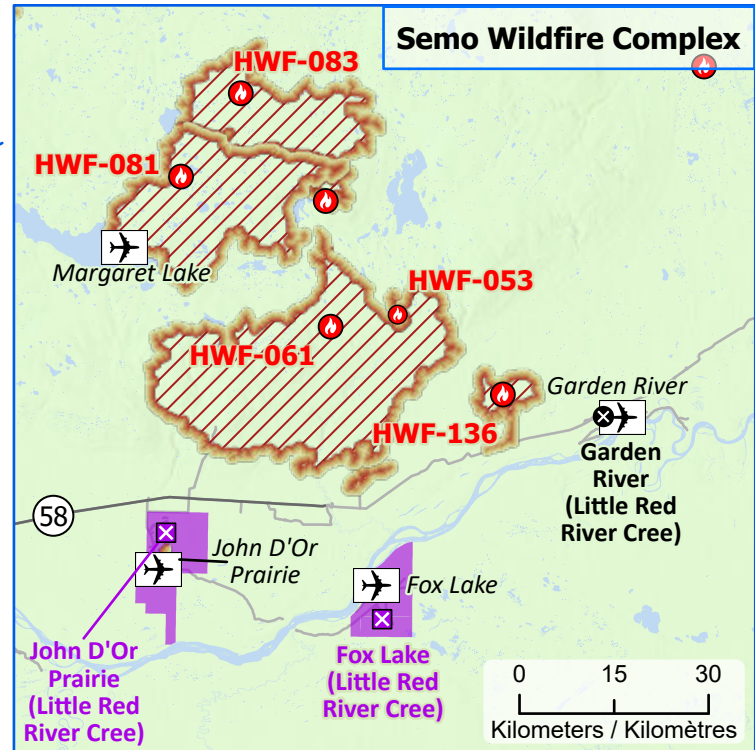 Semo Wildfire Complex
HWF-083
HWF-081
Margaret Lake
HWF-053
HWF-061
Garden River
HWF-136
Garden
River
(Little Red
River Cree)
58
John D'Or
Prairie
Fox Lake
John D'Or
Prairie
(Little Red
River Cree)
Fox Lake
(Little Red
River Cree)
0 15 30
Kilometers / Kilomètres